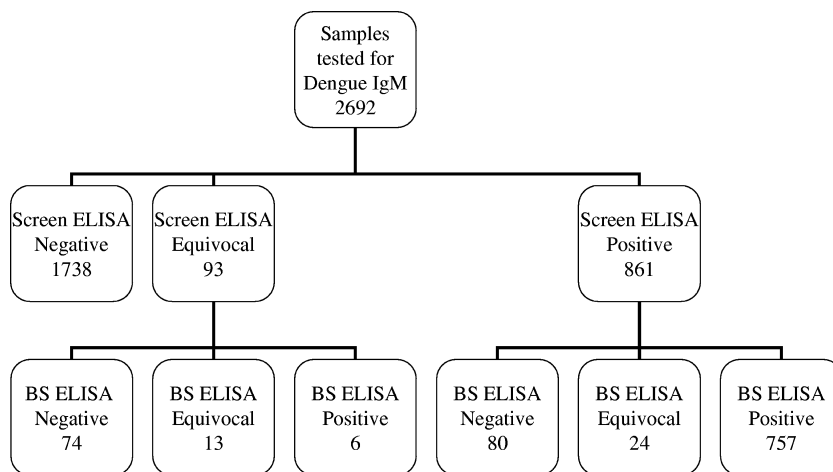 Samples
tested for
Dengue IgM
2692
Screen ELISA
Negative
1738
Screen ELISA
Equivocal
93
Screen ELISA
Positive
861
BS ELISA
Negative
74
BS ELISA
Equivocal
13
BS ELISA
Positive
6
BS ELISA
Negative
80
BS ELISA
Equivocal
24
BS ELISA
Positive
757